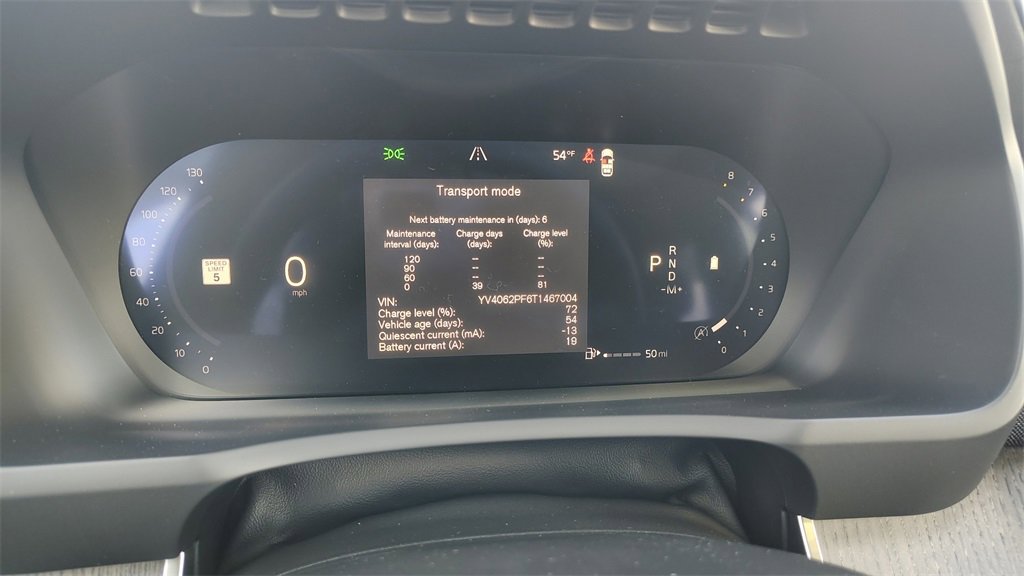 54°F
130
120
100
80
60
40
20
10
0
SPEED
LIMIT
5
0
mph
Transport mode
Next battery maintenance in (days): 6
Maintenance interval (days): Charge days (days): Charge level (%):
120 -- --
90 -- --
60 -- --
0 39 81
VIN: YV4062PF6T1467004
Charge level (%): 72
Vehicle age (days): 54
Quiescent current (mA): -13
Battery current (A): 19
P
R
N
D
-M+
8
7
6
5
4
3
2
1
0
A
50 mi